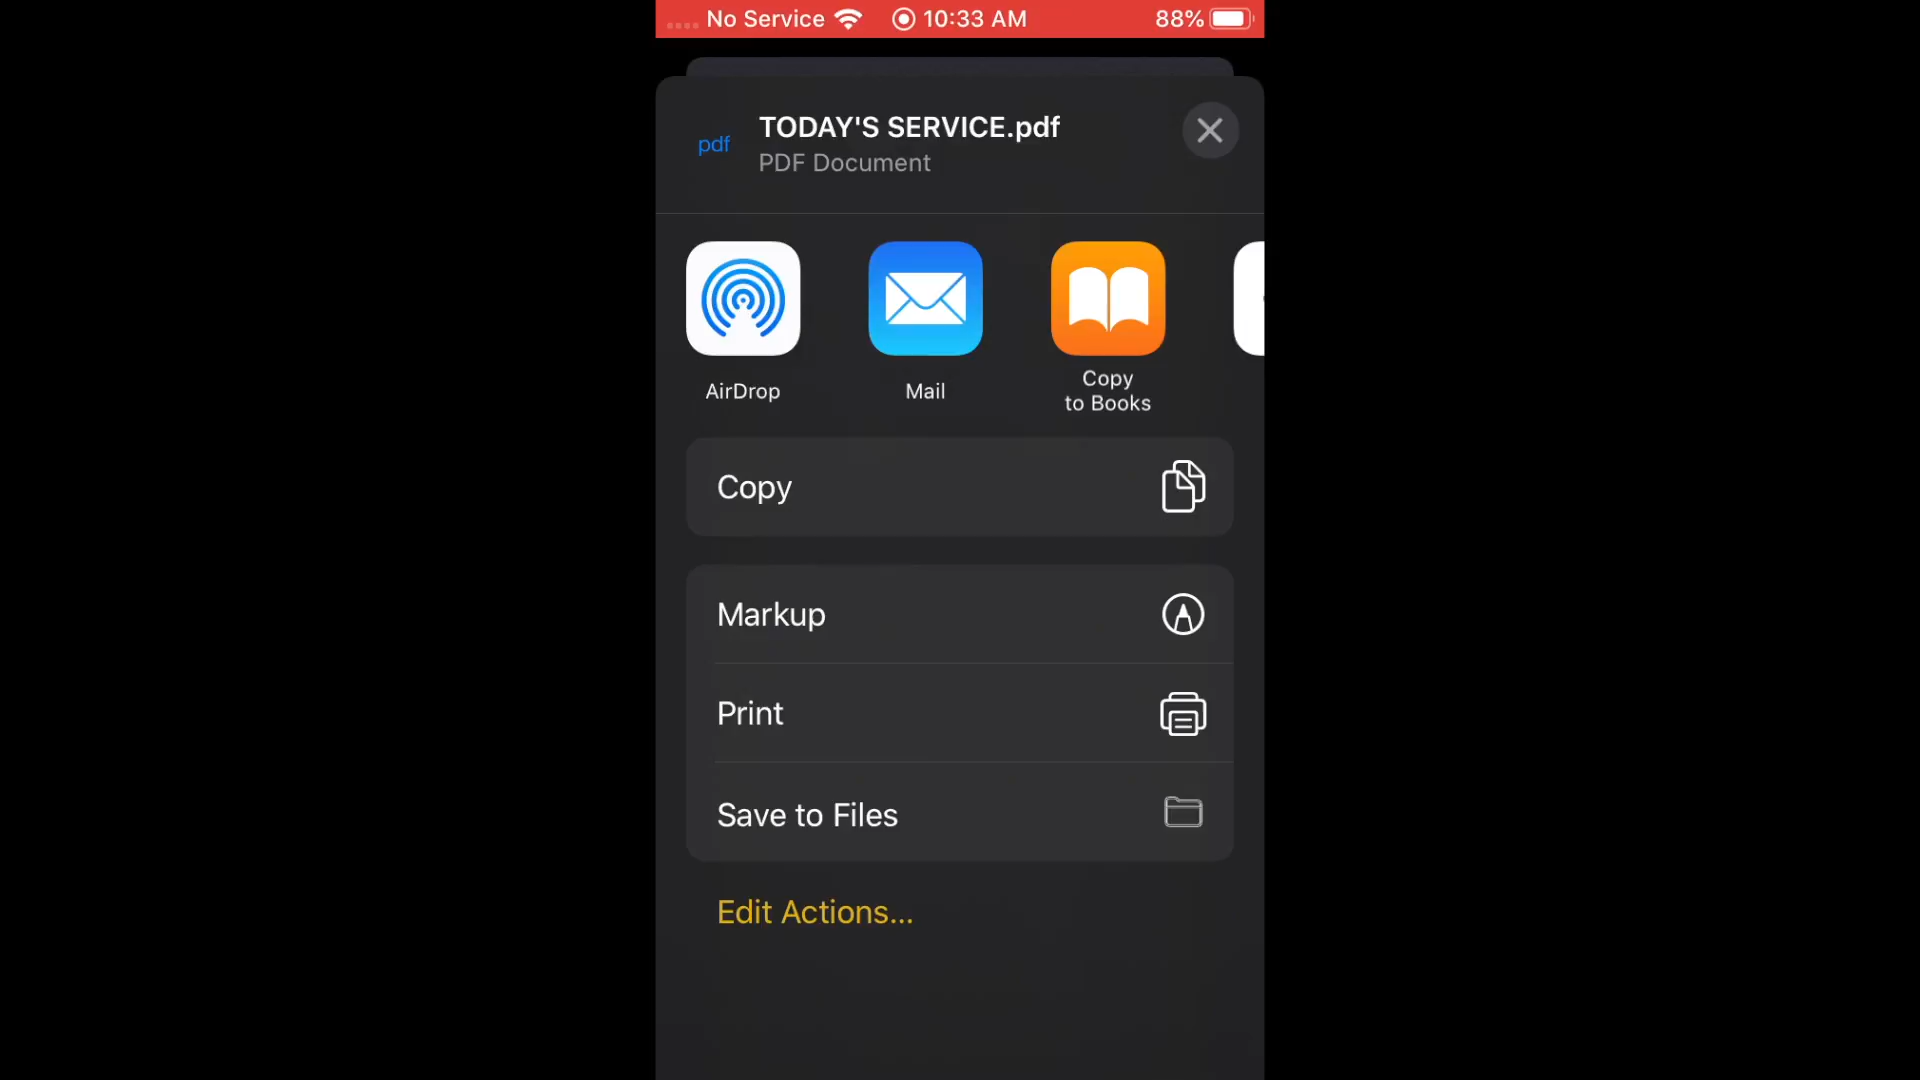 No Service 10:33 AM 88%
TODAY'S SERVICE.pdf
pdf
PDF Document
AirDrop
Mail
Copy
to Books
Copy
Markup
Print
Save to Files
Edit Actions...